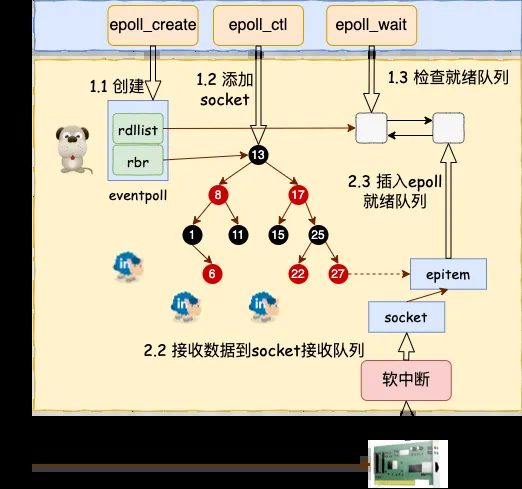 epoll_create
epoll_ctl
epoll_wait
1.1 创建
1.2 添加
socket
1.3 检查就绪队列
rdllist
rbr
eventpoll
13
8
17
1
11
15
25
6
22
27
2.3 插入epoll
就绪队列
epitem
socket
2.2 接收数据到socket接收队列
软中断
in
in
in